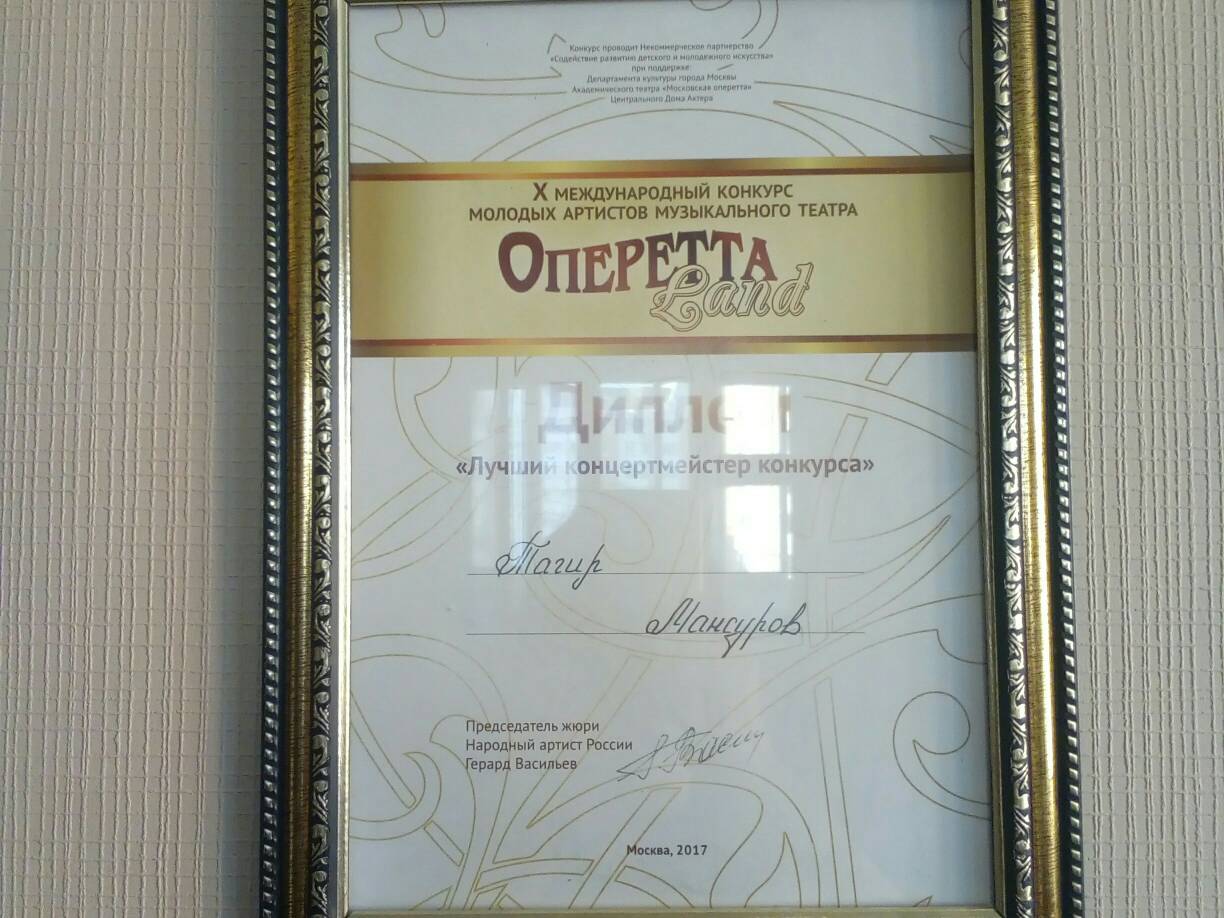 Конкурс проводит Некоммерческое партнерство
«Содействие развитию детского и молодежного искусства»
при поддержке:
Департамента культуры города Москвы
Академического театра «Московская оперетта»
Центрального Дома Актера
X МЕЖДУНАРОДНЫЙ КОНКУРС
МОЛОДЫХ АРТИСТОВ МУЗЫКАЛЬНОГО ТЕАТРА
ОПЕРЕТТА
Land
Диплом
«Лучший концертмейстер конкурса»
Тагир
Мансуров
Председатель жюри
Народный артист России
Герард Васильев
Москва, 2017